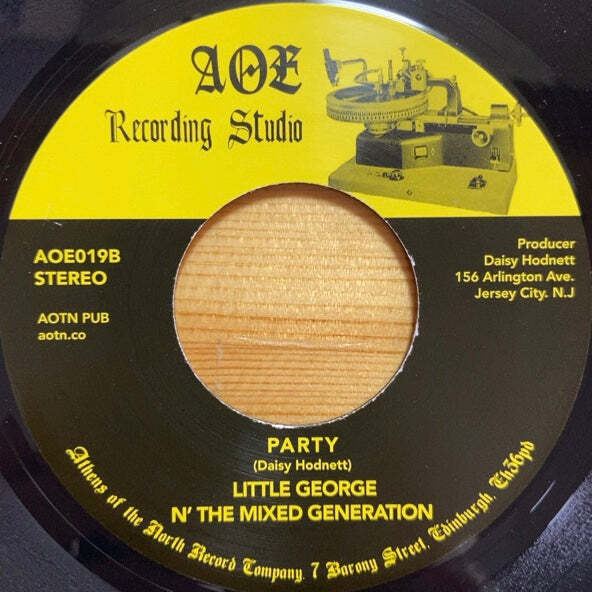 AOE
Recording Studio
AOE019B
STEREO
AOTN PUB
aotn.co
Producer
Daisy Hodnett
156 Arlington Ave.
Jersey City. N.J
PARTY
(Daisy Hodnett)
LITTLE GEORGE
N' THE MIXED GENERATION
Athens of the North Record Company, 7 Barony Street, Edinburgh, Eh36pd